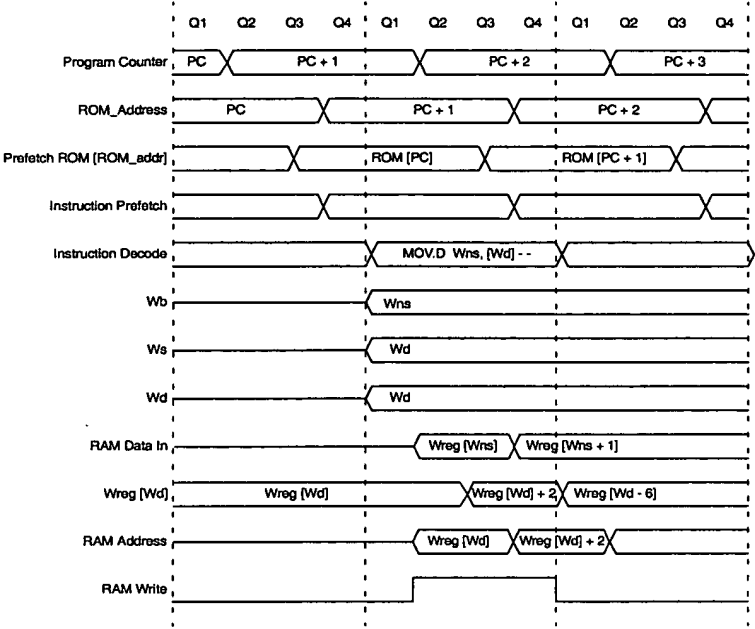 Q1 Q2 Q3 Q4 Q1 Q2 Q3 Q4 Q1 Q2 Q3 Q4
Program Counter PC PC + 1 PC + 2 PC + 3
ROM_Address PC PC + 1 PC + 2
Prefetch ROM [ROM_addr] ROM [PC] ROM [PC + 1]
Instruction Prefetch
Instruction Decode MOV.D Wns, [Wd] - -
Wb Wns
Ws Wd
Wd Wd
RAM Data In Wreg [Wns] Wreg [Wns + 1]
Wreg [Wd] Wreg [Wd] Wreg [Wd] + 2 Wreg [Wd - 6]
RAM Address Wreg [Wd] Wreg [Wd] + 2
RAM Write